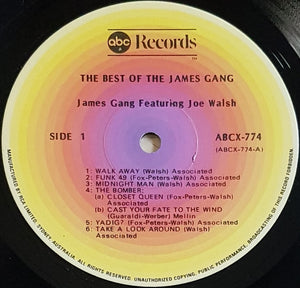 abc Records
THE BEST OF THE JAMES GANG
James Gang Featuring Joe Walsh
SIDE 1
ABCX-774
(ABCX-774-A)
1: WALK AWAY (Walsh) Associated
2: FUNK 49 (Fox-Peters-Walsh) Associated
3: MIDNIGHT MAN (Walsh) Associated
4: THE BOMBER:
(a) CLOSET QUEEN (Fox-Peters-Walsh)
Associated
(b) CAST YOUR FATE TO THE WIND
(Guaraldi-Werber) Mellin
5: YADIG? (Fox-Peters-Walsh) Associated
6: TAKE A LOOK AROUND (Walsh) Associated
MANUFACTURED BY RCA LIMITED, SYDNEY, AUSTRALIA. ALL RIGHTS RESERVED. UNAUTHORIZED COPYING, PUBLIC PERFORMANCE, BROADCASTING OF THIS RECORD FORBIDDEN.